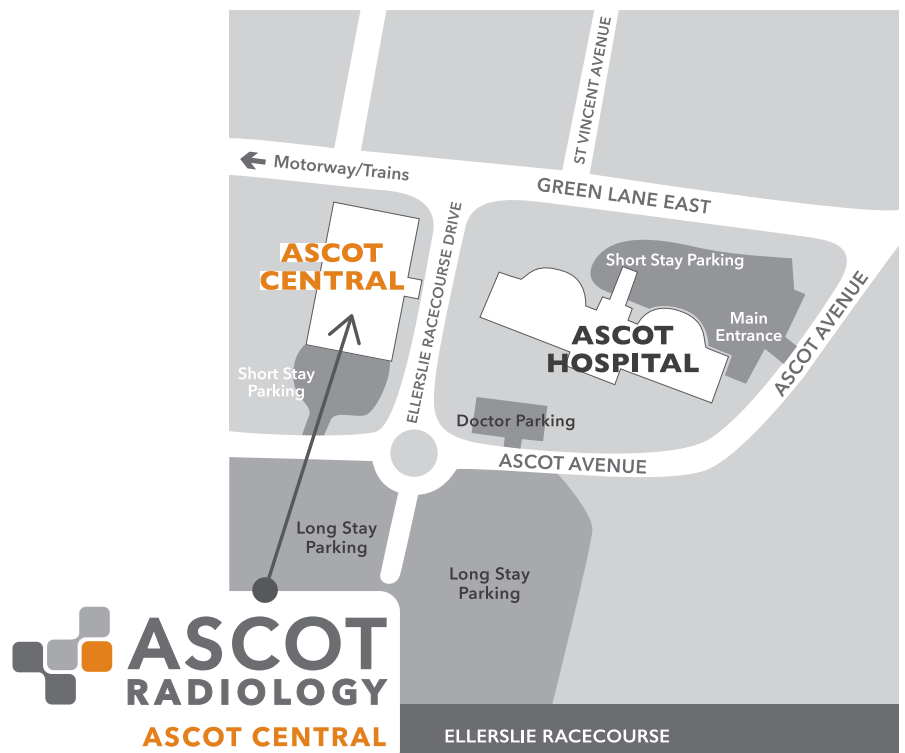 ST VINCENT AVENUE
Motorway/Trains
GREEN LANE EAST
ASCOT
CENTRAL
ELLERSLIE RACECOURSE DRIVE
Short Stay Parking
Main
Entrance
ASCOT AVENUE
ASCOT
HOSPITAL
Short Stay
Parking
Doctor Parking
ASCOT AVENUE
Long Stay
Parking
Long Stay
Parking
ASCOT
RADIOLOGY
ASCOT CENTRAL
ELLERSLIE RACECOURSE